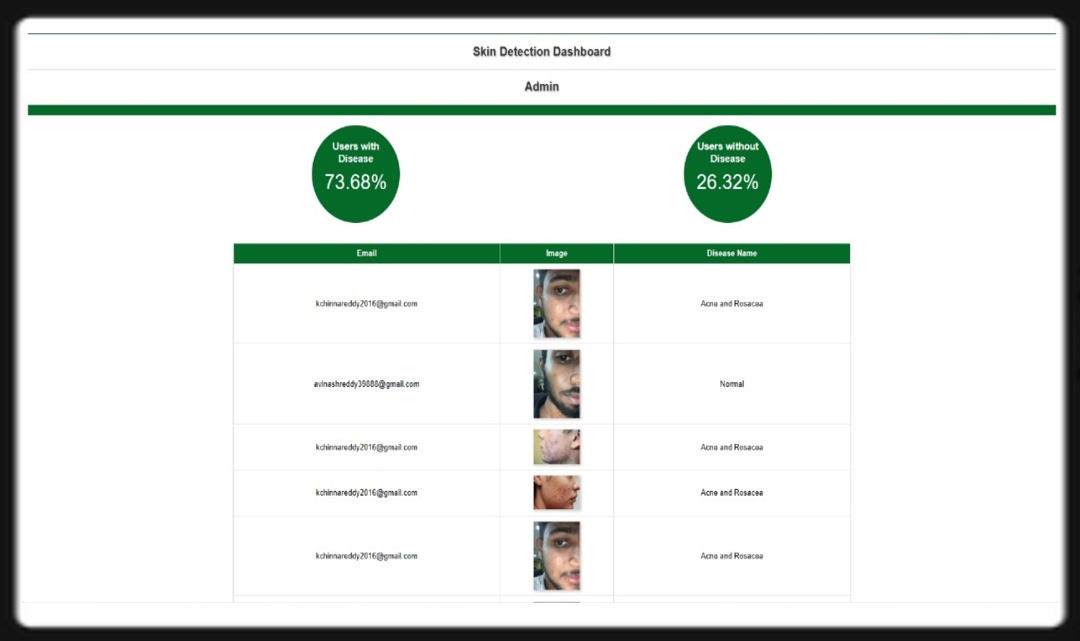 Skin Detection Dashboard
Admin
Users with
Disease
73.68%
Users without
Disease
26.32%
Email Image Disease Name
kchinnareddy2016@gmail.com Acne and Rosacea
avinashreddy39888@gmail.com Normal
kchinnareddy2016@gmail.com Acne and Rosacea
kchinnareddy2016@gmail.com Acne and Rosacea
kchinnareddy2016@gmail.com Acne and Rosacea